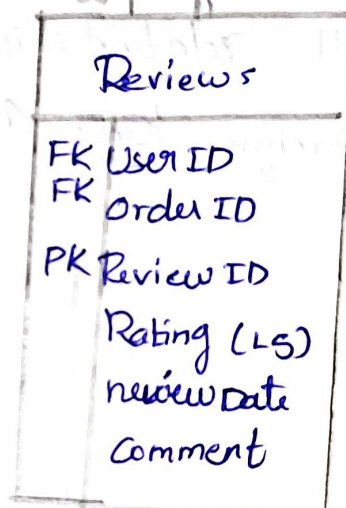 Reviews
FK User ID
FK Order ID
PK Review ID
Rating (1-5)
review Date
Comment